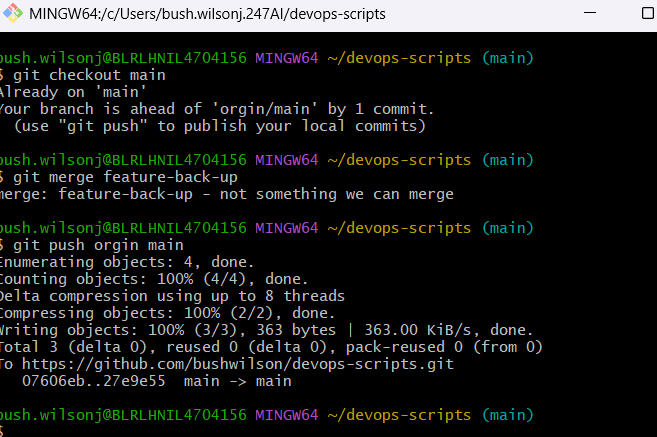 MINGW64:/c/Users/bush.wilsonj.247AI/devops-scripts
bush.wilsonj@BLRLHNIL4704156 MINGW64 ~/devops-scripts (main)
$ git checkout main
Already on 'main'
Your branch is ahead of 'orgin/main' by 1 commit.
  (use "git push" to publish your local commits)
bush.wilsonj@BLRLHNIL4704156 MINGW64 ~/devops-scripts (main)
$ git merge feature-back-up
merge: feature-back-up - not something we can merge
bush.wilsonj@BLRLHNIL4704156 MINGW64 ~/devops-scripts (main)
$ git push orgin main
Enumerating objects: 4, done.
Counting objects: 100% (4/4), done.
Delta compression using up to 8 threads
Compressing objects: 100% (2/2), done.
Writing objects: 100% (3/3), 363 bytes | 363.00 KiB/s, done.
Total 3 (delta 0), reused 0 (delta 0), pack-reused 0 (from 0)
To https://github.com/bushwilson/devops-scripts.git
   07606eb..27e9e55  main -> main
bush.wilsonj@BLRLHNIL4704156 MINGW64 ~/devops-scripts (main)
$